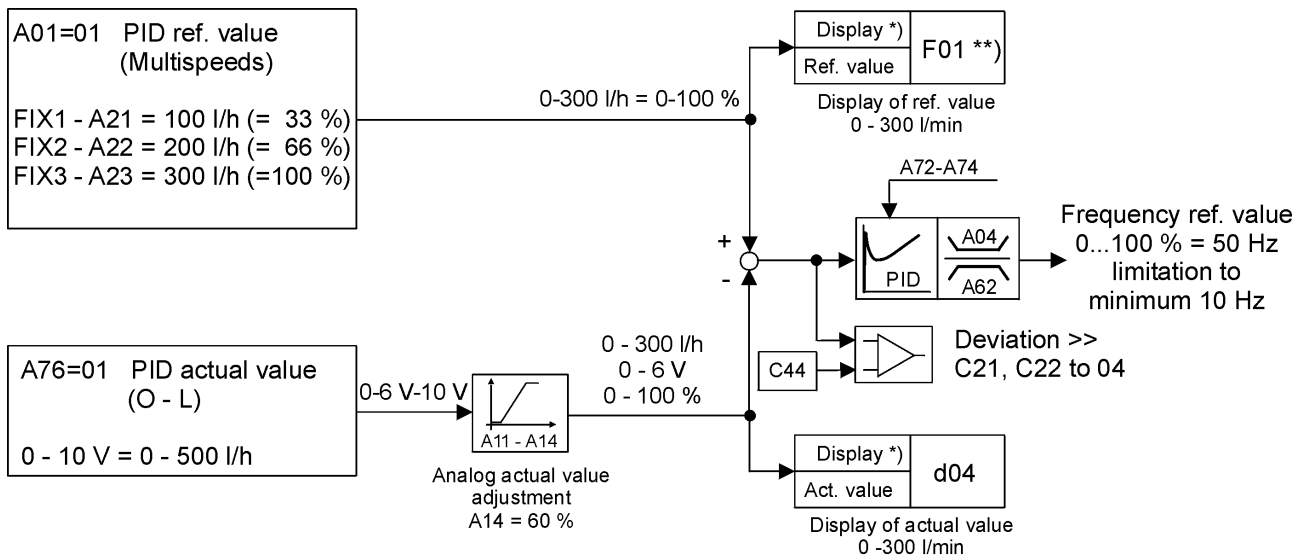 A01=01 PID ref. value
(Multispeeds)
FIX1 - A21 = 100 l/h (= 33 %)
FIX2 - A22 = 200 l/h (= 66 %)
FIX3 - A23 = 300 l/h (=100 %)
0-300 l/h = 0-100 %
Display *)
Ref. value
F01 **)
Display of ref. value
0 - 300 l/min
A72-A74
+
-
PID
A04
A62
Frequency ref. value
0...100 % = 50 Hz
limitation to
minimum 10 Hz
C44
Deviation >>
C21, C22 to 04
A76=01 PID actual value
(O - L)
0 - 10 V = 0 - 500 l/h
0-6 V-10 V
A11 - A14
Analog actual value
adjustment
A14 = 60 %
0 - 300 l/h
0 - 6 V
0 - 100 %
Display *)
Act. value
d04
Display of actual value
0 -300 l/min